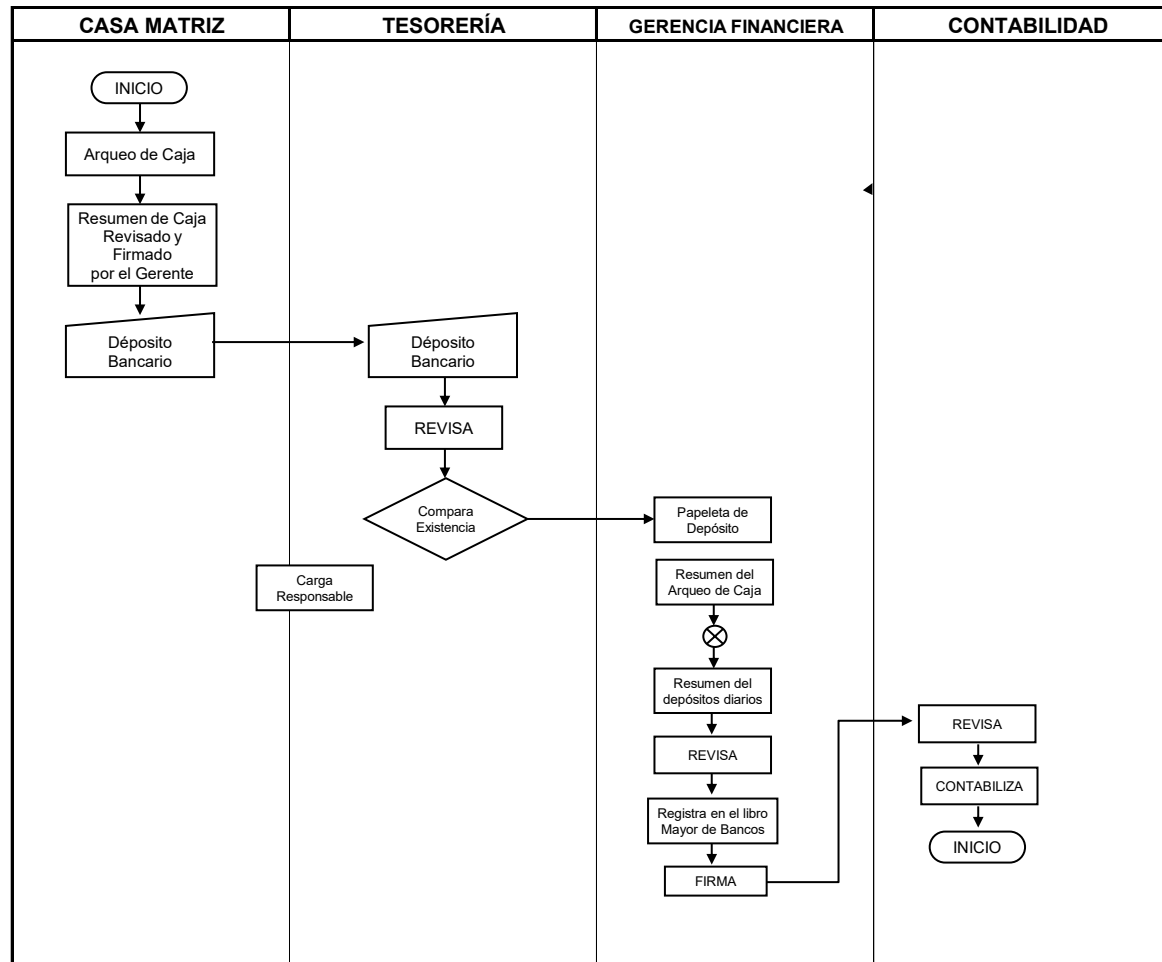 CASA MATRIZ
TESORERÍA
GERENCIA FINANCIERA
CONTABILIDAD
INICIO
Arqueo de Caja
Resumen de Caja
Revisado y
Firmado
por el Gerente
Déposito
Bancario
Déposito
Bancario
REVISA
Compara
Existencia
Carga
Responsable
Papeleta de
Depósito
Resumen del
Arqueo de Caja
Resumen del
depósitos diarios
REVISA
Registra en el libro
Mayor de Bancos
FIRMA
REVISA
CONTABILIZA
INICIO